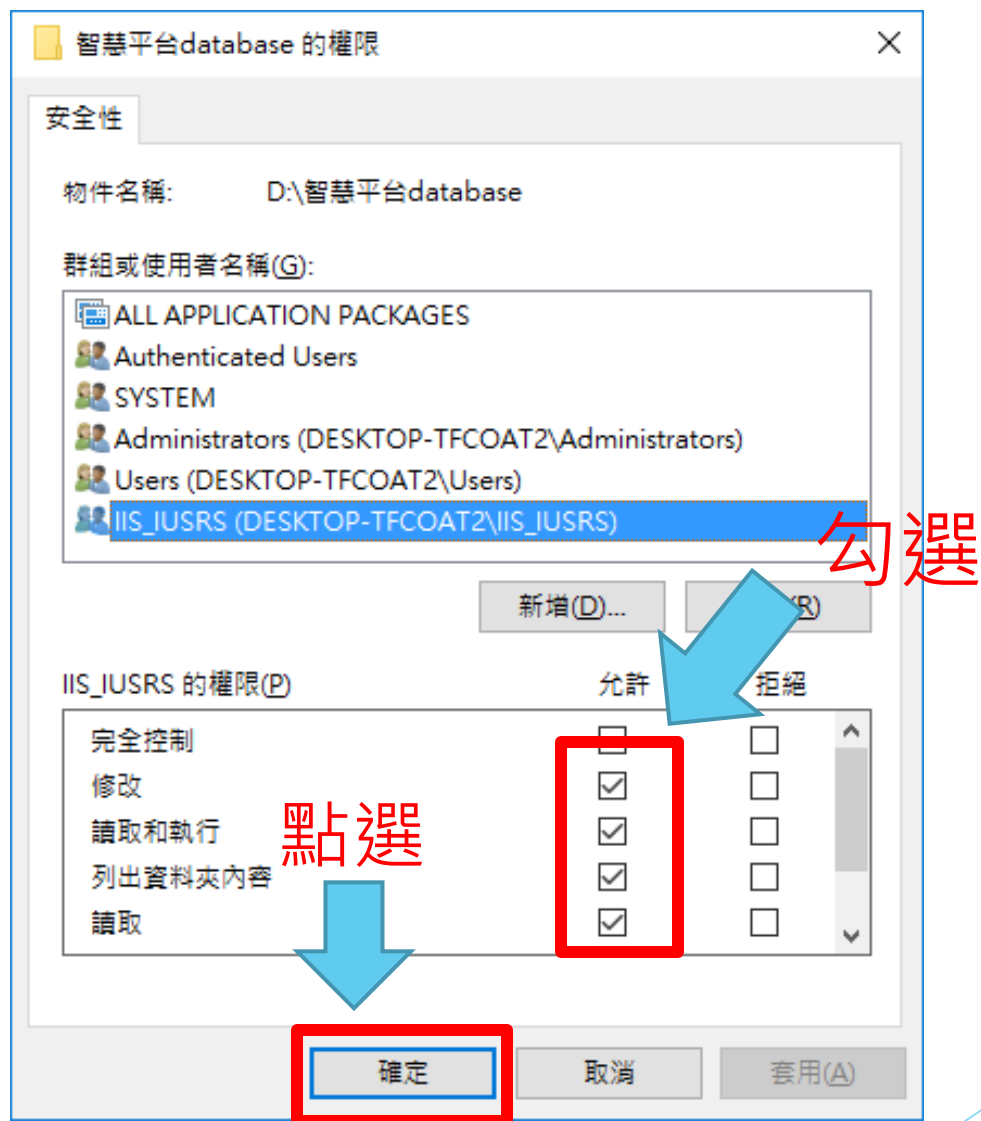 智慧平台database 的權限
安全性
物件名稱: D:\智慧平台database
群組或使用者名稱(G):
ALL APPLICATION PACKAGES
Authenticated Users
SYSTEM
Administrators (DESKTOP-TFCOAT2\Administrators)
Users (DESKTOP-TFCOAT2\Users)
IIS_IUSRS (DESKTOP-TFCOAT2\IIS_IUSRS)
勾選
新增(D)... (R)
IIS_IUSRS 的權限(P) 允許 拒絕
完全控制
修改
讀取和執行
點選
列出資料夾內容
讀取
確定 取消 套用(A)